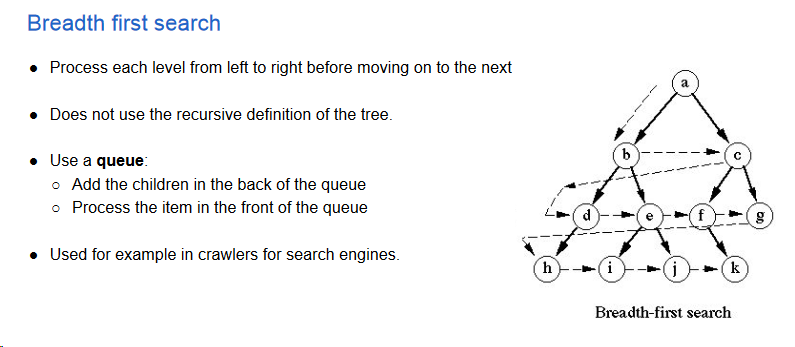 Breadth first search
● Process each level from left to right before moving on to the next
● Does not use the recursive definition of the tree.
● Use a queue:
○ Add the children in the back of the queue
○ Process the item in the front of the queue
● Used for example in crawlers for search engines.
a
b c
d e f g
h i j k
Breadth-first search